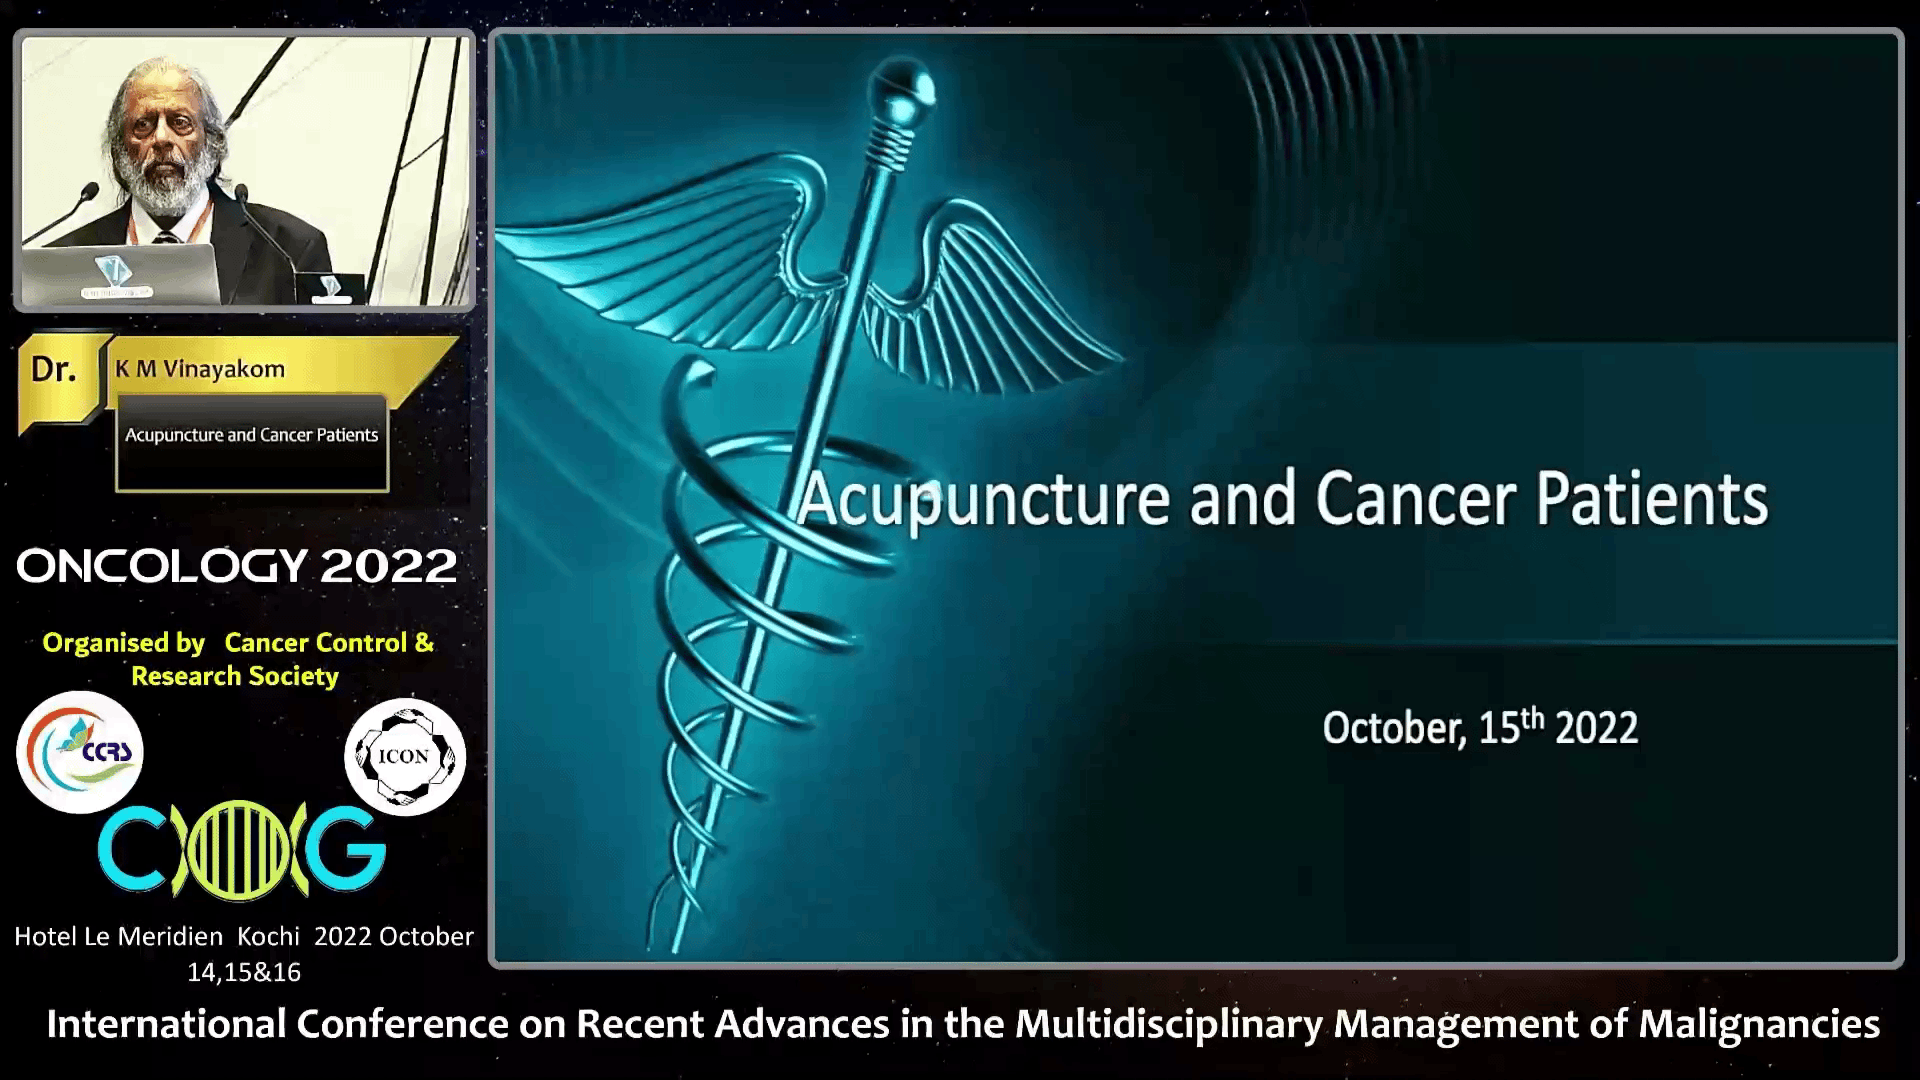 Dr.
K M Vinayakom
Acupuncture and Cancer Patients
ONCOLOGY 2022
Organised by Cancer Control &
Research Society
CCRS
ICON
Hotel Le Meridien Kochi 2022 October
14,15&16
Acupuncture and Cancer Patients
October, 15th 2022
International Conference on Recent Advances in the Multidisciplinary Management of Malignancies